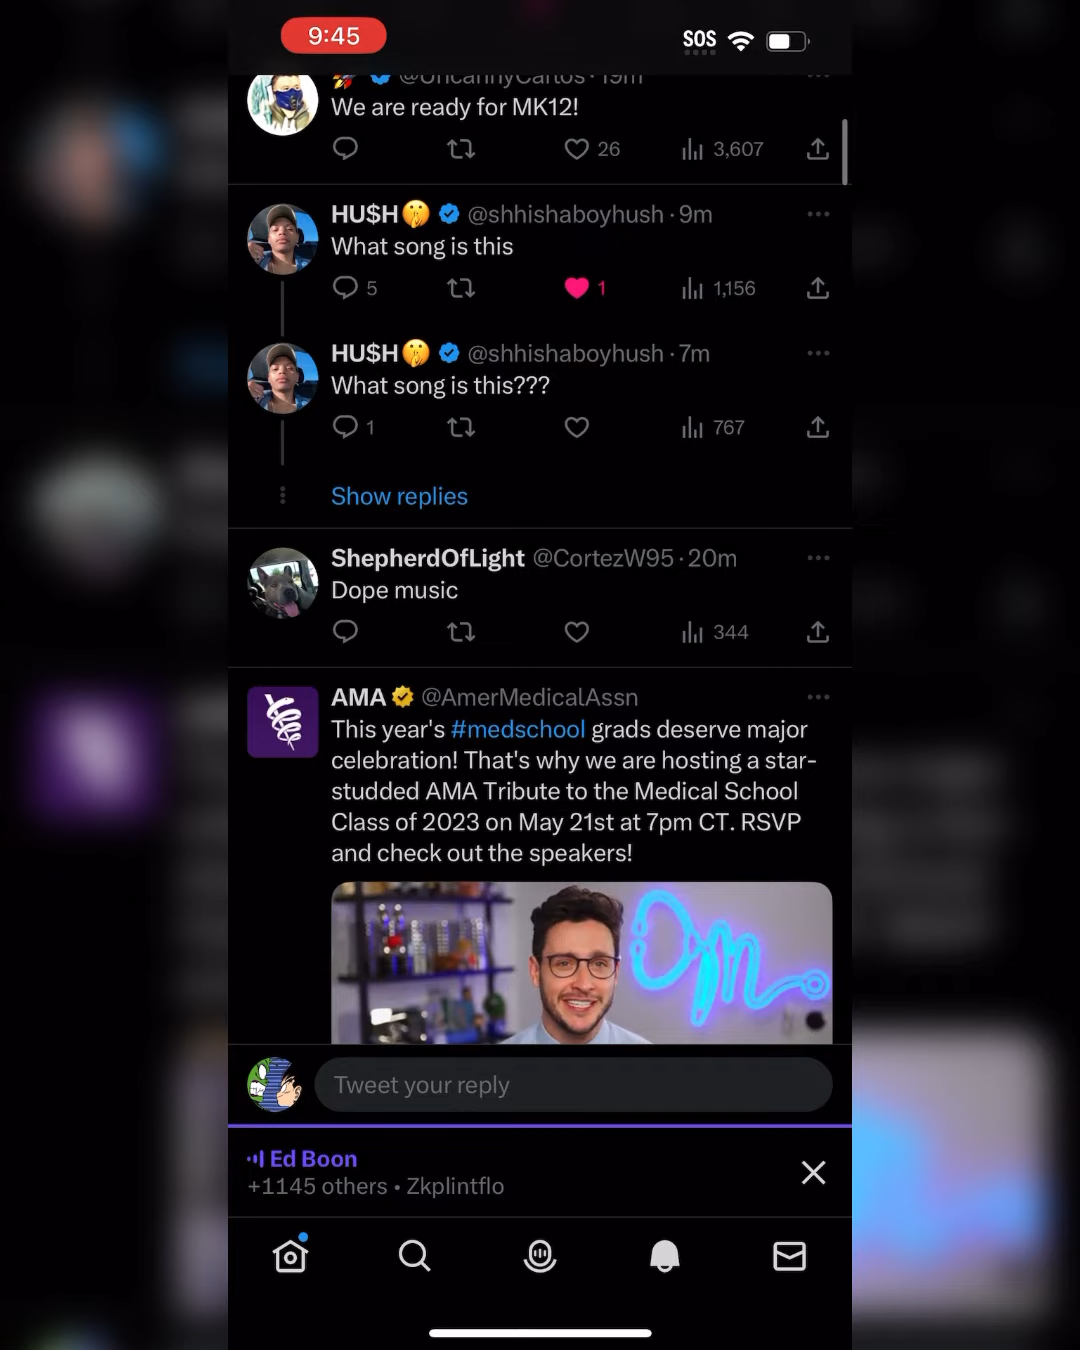 9:45
SOS
@UncannyCartos · 19m
We are ready for MK12!
26 3,607
HU$H🤫 @shhishaboyhush · 9m
What song is this
5 1 1,156
HU$H🤫 @shhishaboyhush · 7m
What song is this???
1 767
Show replies
ShepherdOfLight @CortezW95 · 20m
Dope music
344
AMA @AmerMedicalAssn
This year's #medschool grads deserve major
celebration! That's why we are hosting a star-
studded AMA Tribute to the Medical School
Class of 2023 on May 21st at 7pm CT. RSVP
and check out the speakers!
Tweet your reply
Ed Boon
+1145 others • Zkplintflo